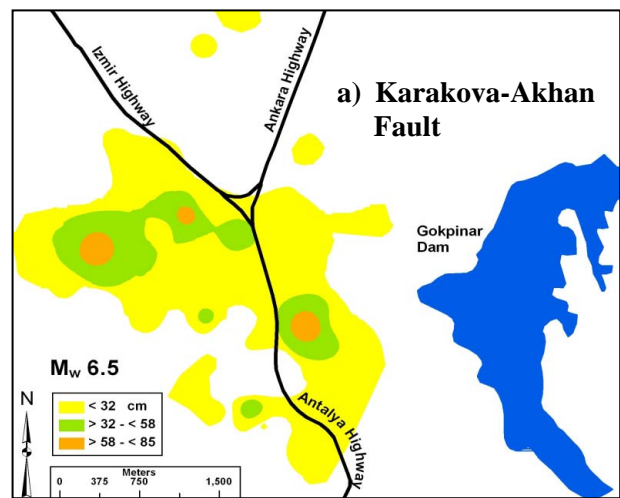 Izmir Highway
Ankara Highway
a) Karakova-Akhan
Fault
Gokpinar
Dam
Mw 6.5
N
< 32 cm
> 32 - < 58
> 58 - < 85
Antalya Highway
Meters
0 375 750 1,500